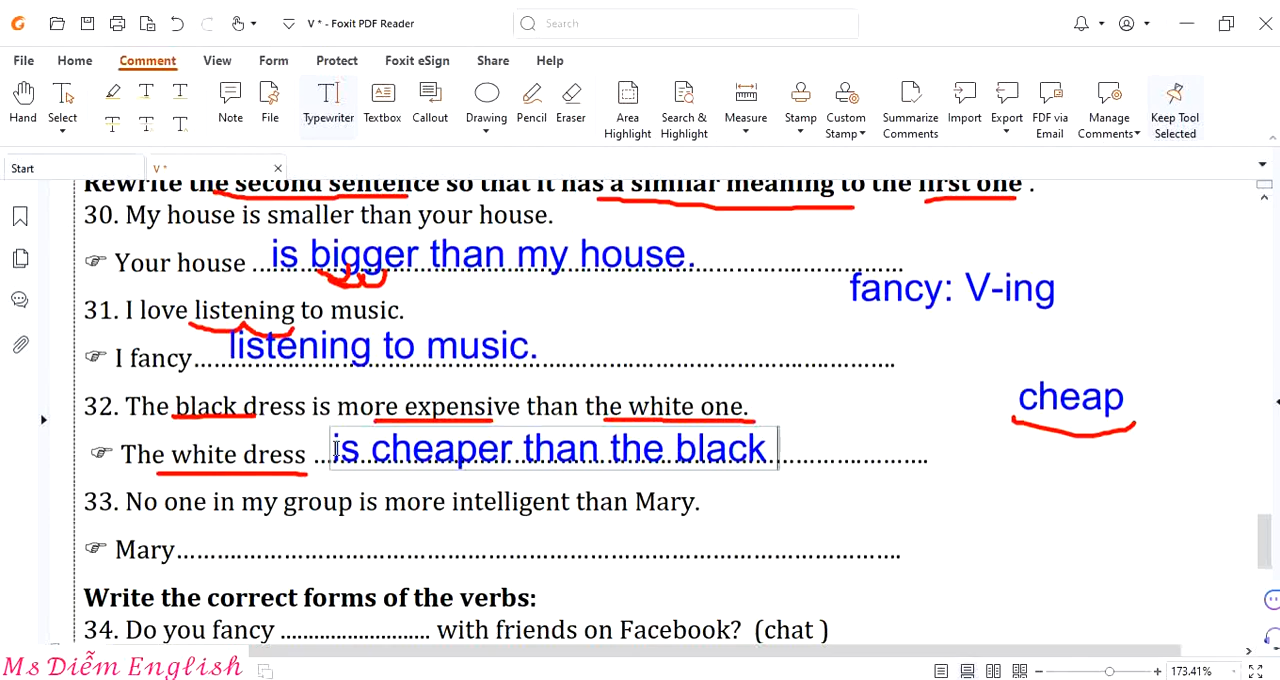 V * - Foxit PDF Reader
Search
File Home Comment View Form Protect Foxit eSign Share Help
Hand Select Note File Typewriter Textbox Callout Drawing Pencil Eraser Area Highlight Search & Highlight Measure Stamp Custom Stamp Summarize Comments Import Export PDF via Email Manage Comments Keep Tool Selected
Start V *
Rewrite the second sentence so that it has a similar meaning to the first one .
30. My house is smaller than your house.
☞ Your house ... is bigger than my house. ...
fancy: V-ing
31. I love listening to music.
☞ I fancy... listening to music. ...
32. The black dress is more expensive than the white one.
cheap
☞ The white dress ... is cheaper than the black ...
33. No one in my group is more intelligent than Mary.
☞ Mary...........................................................................
Write the correct forms of the verbs:
34. Do you fancy .......................... with friends on Facebook? (chat )
Ms Diễm English
173.41%